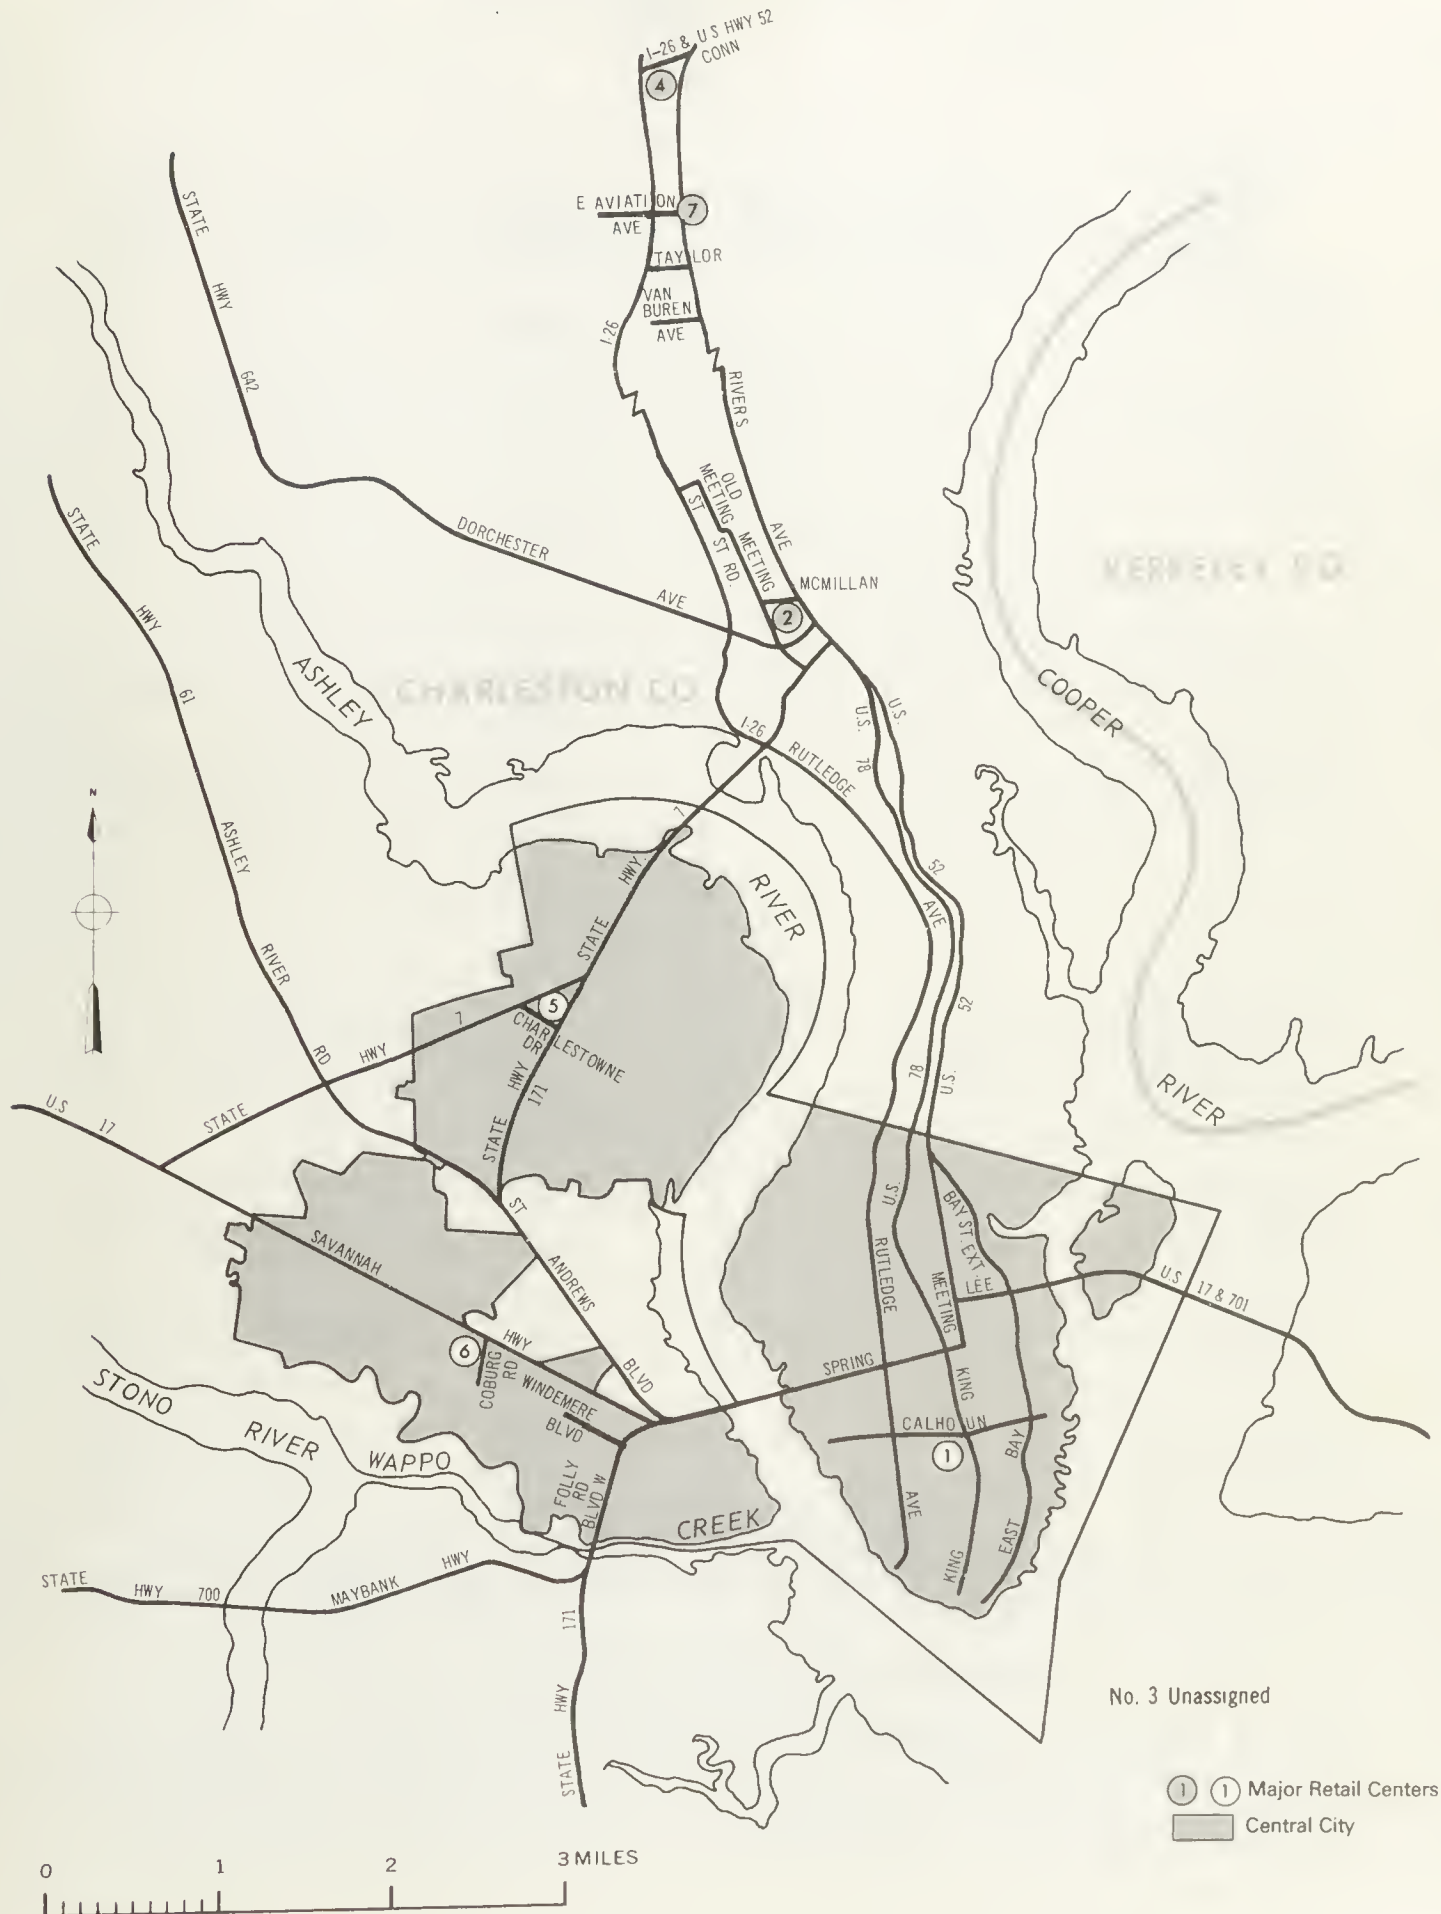 I-26 & U S HWY 52
CONN
4
E AVIATION
AVE
7
TAYLOR
VAN
BUREN
AVE
I-26
RIVERS
AVE
STATE
HWY
642
DORCHESTER
AVE
OLD
MEETING
ST
MEETING
ST RD.
MCMILLAN
2
STATE
HWY
61
ASHLEY
RIVER
RD
ASHLEY
RIVER
CHARLESTON CO
BERKELEY CO
COOPER
RIVER
I-26
RUTLEDGE
AVE
U.S.
78
U.S.
52
52
U.S.
78
U.S.
N
7
HWY.
STATE
5
CHARLESTOWNE
DR
7
HWY
STATE
HWY
171
STATE
U.S
17
SAVANNAH
HWY
ST
ANDREWS
BLVD
6
COBURG
RD
WINDEMERE
BLVD
FOLLY
RD
BLVD W
STONO
RIVER
WAPPO
CREEK
STATE
HWY
700
MAYBANK
HWY
171
HWY
STATE
BAY ST. EXT
LEE
U.S 17 & 701
MEETING
RUTLEDGE
AVE
SPRING
KING
CALHOUN
1
BAY
EAST
KING
No. 3 Unassigned
1 1 Major Retail Centers
Central City
0 1 2 3 MILES